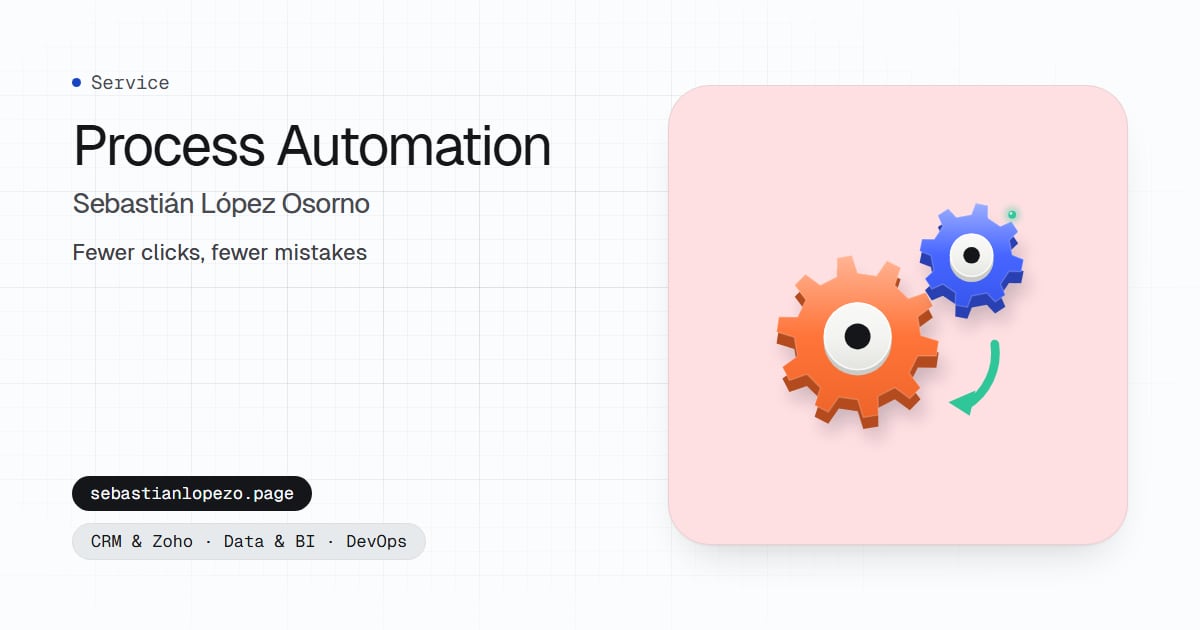 Service
Process Automation
Sebastián López Osorno
Fewer clicks, fewer mistakes
sebastianlopezo.page
CRM & Zoho · Data & BI · DevOps